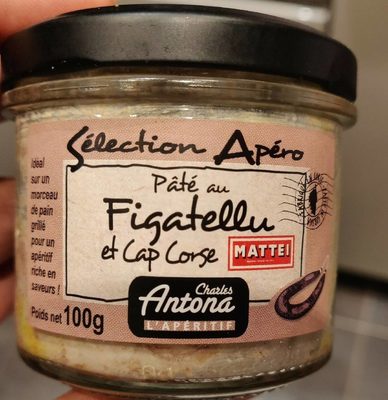 Sélection Apéro
Idéal
sur un
morceau
de pain
grillé
pour un
apéritif
riche en
saveurs !
Poids net 100g
Pâté au
Figatellu
et Cap Corse
MATTEI
Charles
Antona
L'APÉRITIF